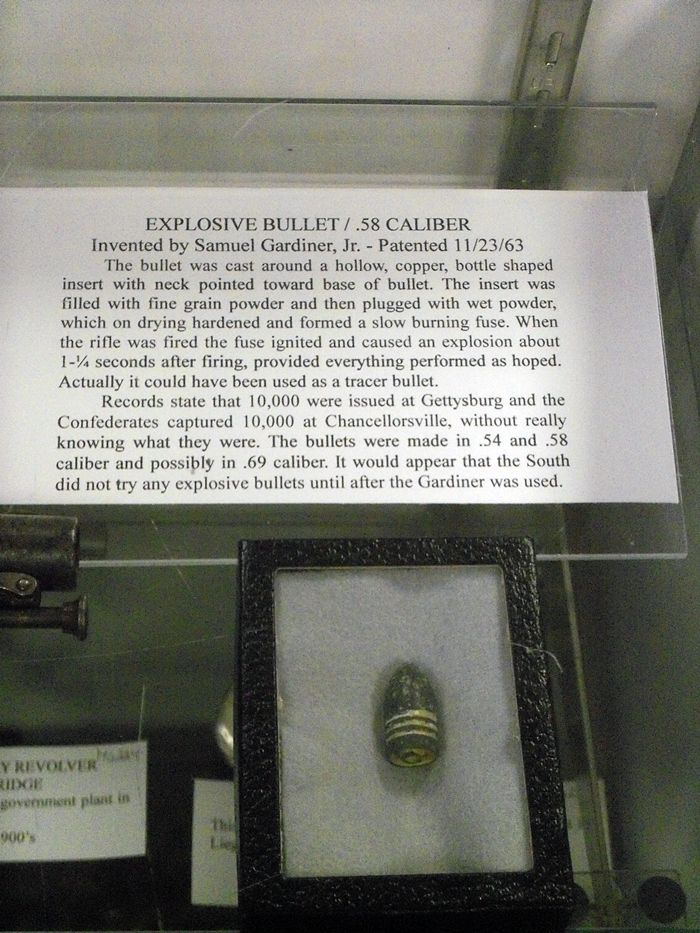 EXPLOSIVE BULLET / .58 CALIBER
Invented by Samuel Gardiner, Jr. - Patented 11/23/63
The bullet was cast around a hollow, copper, bottle shaped
insert with neck pointed toward base of bullet. The insert was
filled with fine grain powder and then plugged with wet powder,
which on drying hardened and formed a slow burning fuse. When
the rifle was fired the fuse ignited and caused an explosion about
1-¼ seconds after firing, provided everything performed as hoped.
Actually it could have been used as a tracer bullet.
Records state that 10,000 were issued at Gettysburg and the
Confederates captured 10,000 at Chancellorsville, without really
knowing what they were. The bullets were made in .54 and .58
caliber and possibly in .69 caliber. It would appear that the South
did not try any explosive bullets until after the Gardiner was used.
Y REVOLVER
IDGE
government plant in
900's